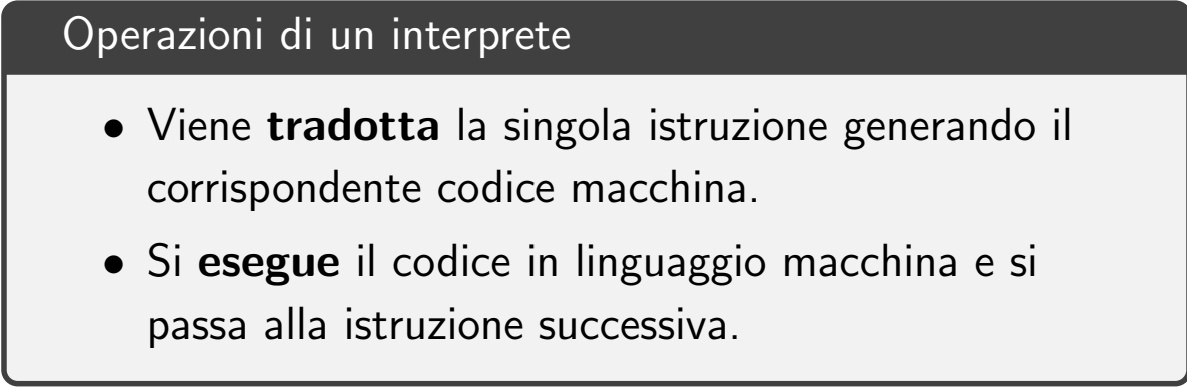 Operazioni di un interprete
• Viene tradotta la singola istruzione generando il
corrispondente codice macchina.
• Si esegue il codice in linguaggio macchina e si
passa alla istruzione successiva.